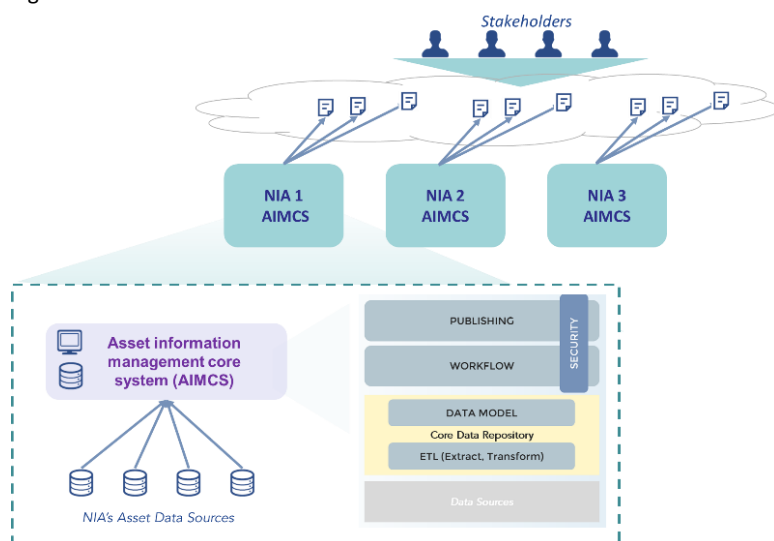 Stakeholders
NIA 1
AIMCS
NIA 2
AIMCS
NIA 3
AIMCS
Asset information
management core
system (AIMCS)
NIA's Asset Data Sources
PUBLISHING
WORKFLOW
SECURITY
DATA MODEL
Core Data Repository
ETL (Extract, Transform)
Data Sources